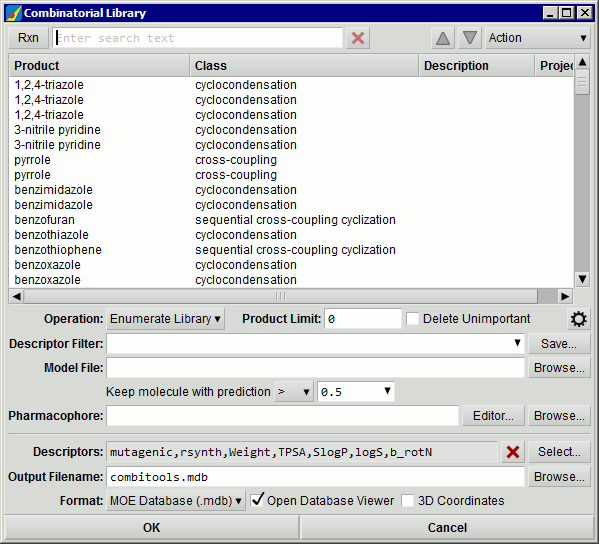 Combinatorial Library
Rxn Enter search text Action
Product Class Description Projec
1,2,4-triazole cyclocondensation
1,2,4-triazole cyclocondensation
1,2,4-triazole cyclocondensation
3-nitrile pyridine cyclocondensation
3-nitrile pyridine cyclocondensation
pyrrole cross-coupling
pyrrole cross-coupling
benzimidazole cyclocondensation
benzimidazole cyclocondensation
benzofuran sequential cross-coupling cyclization
benzothiazole cyclocondensation
benzothiophene sequential cross-coupling cyclization
benzoxazole cyclocondensation
benzoxazole cyclocondensation
Operation: Enumerate Library Product Limit: 0 Delete Unimportant
Descriptor Filter: Save...
Model File: Browse...
Keep molecule with prediction > 0.5
Pharmacophore: Editor... Browse...
Descriptors: mutagenic,rsynth,Weight,TPSA,SlogP,logS,b_rotN Select...
Output Filename: combitools.mdb Browse...
Format: MOE Database (.mdb) Open Database Viewer 3D Coordinates
OK Cancel